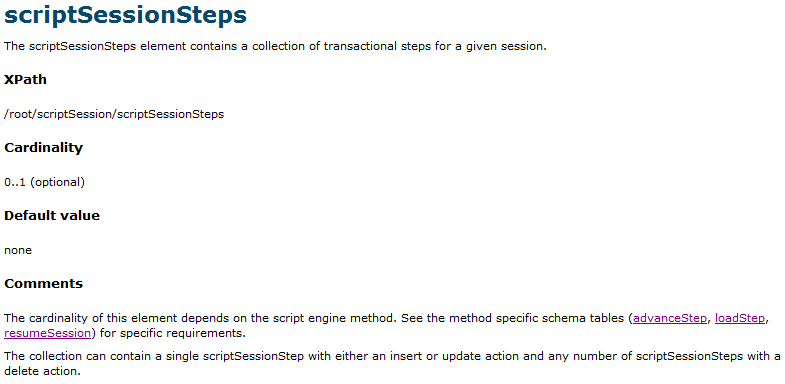 scriptSessionSteps
The scriptSessionSteps element contains a collection of transactional steps for a given session.
XPath
/root/scriptSession/scriptSessionSteps
Cardinality
0..1 (optional)
Default value
none
Comments
The cardinality of this element depends on the script engine method. See the method specific schema tables (advanceStep, loadStep,
resumeSession) for specific requirements.
The collection can contain a single scriptSessionStep with either an insert or update action and any number of scriptSessionSteps with a
delete action.